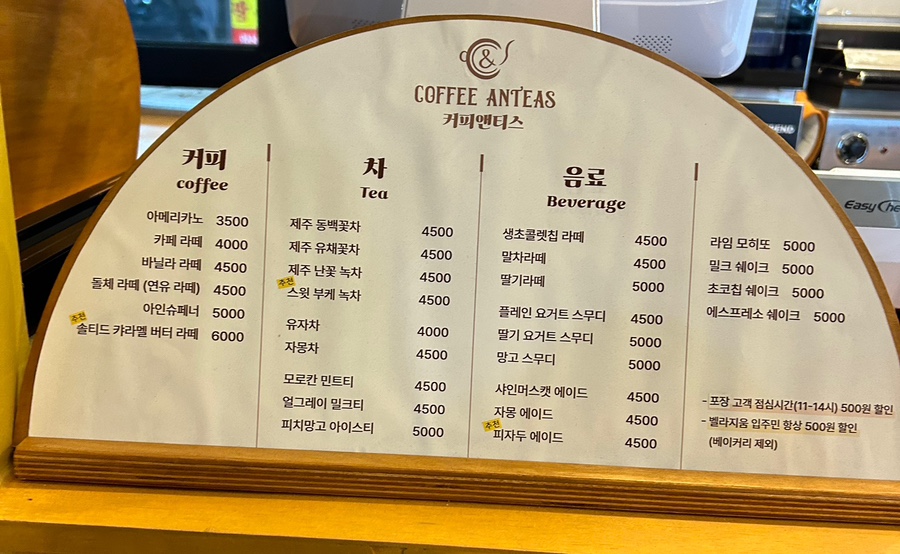 &
COFFEE ANTEAS
커피앤티스
커피
coffee
아메리카노 3500
카페 라떼 4000
바닐라 라떼 4500
돌체 라떼 (연유 라떼) 4500
아인슈페너 5000
추천
솔티드 캬라멜 버터 라떼 6000
차
Tea
제주 동백꽃차 4500
제주 유채꽃차 4500
제주 난꽃 녹차 4500
추천
스윗 부케 녹차 4500
유자차 4000
자몽차 4500
모로칸 민트티 4500
얼그레이 밀크티 4500
피치망고 아이스티 5000
음료
Beverage
생초콜렛칩 라떼 4500
말차라떼 4500
딸기라떼 5000
플레인 요거트 스무디 4500
딸기 요거트 스무디 5000
망고 스무디 5000
샤인머스캣 에이드 4500
자몽 에이드 4500
추천
피자두 에이드 4500
라임 모히또 5000
밀크 쉐이크 5000
초코칩 쉐이크 5000
에스프레소 쉐이크 5000
- 포장 고객 점심시간(11-14시) 500원 할인
- 벨라지움 입주민 항상 500원 할인
(베이커리 제외)